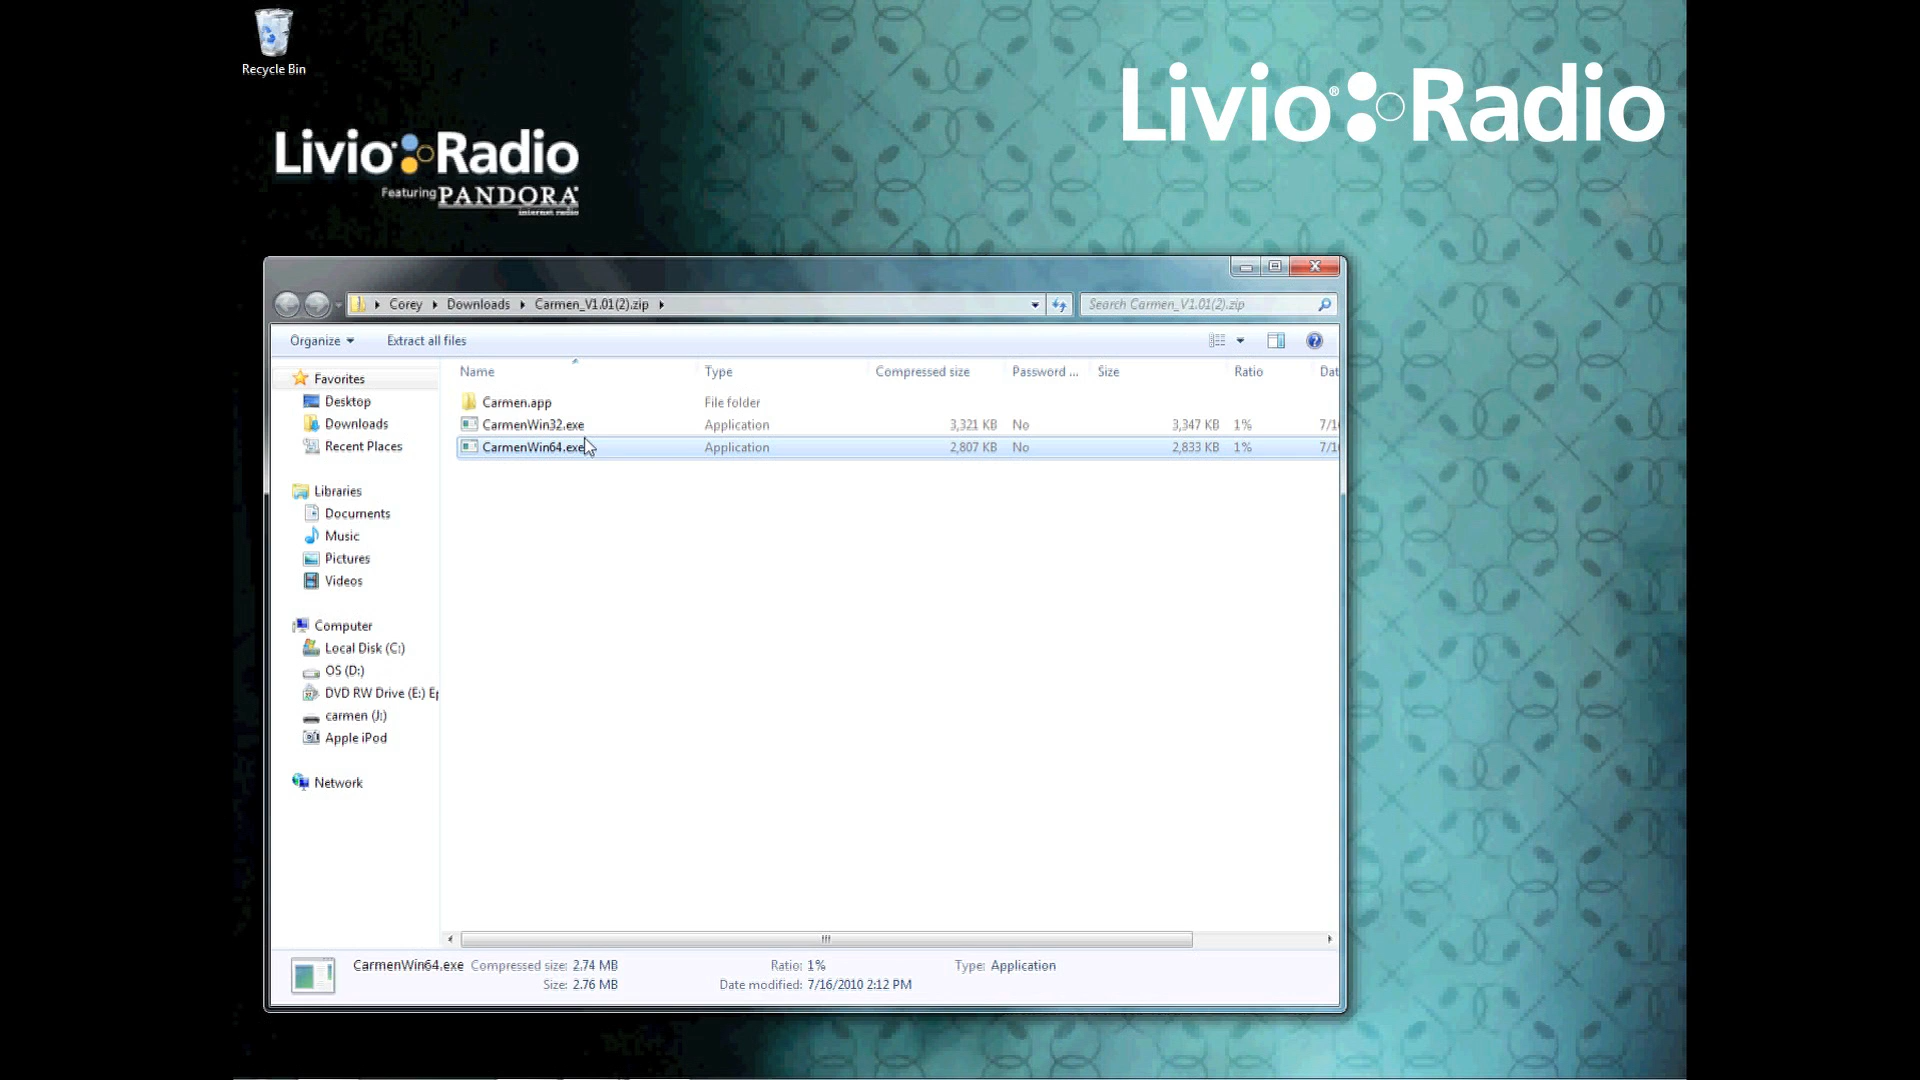 Recycle Bin
Livio® Radio
Livio Radio
Featuring PANDORA
internet radio
Corey Downloads Carmen_V1.01(2).zip
Search Carmen_V1.01(2).zip
Organize Extract all files
Name Type Compressed size Password ... Size Ratio Dat
Carmen.app File folder
CarmenWin32.exe Application 3,321 KB No 3,347 KB 1% 7/1
CarmenWin64.exe Application 2,807 KB No 2,833 KB 1% 7/1
Favorites
Desktop
Downloads
Recent Places
Libraries
Documents
Music
Pictures
Videos
Computer
Local Disk (C:)
OS (D:)
DVD RW Drive (E:) Ep
carmen (J:)
Apple iPod
Network
CarmenWin64.exe Compressed size: 2.74 MB Ratio: 1% Type: Application
Size: 2.76 MB Date modified: 7/16/2010 2:12 PM